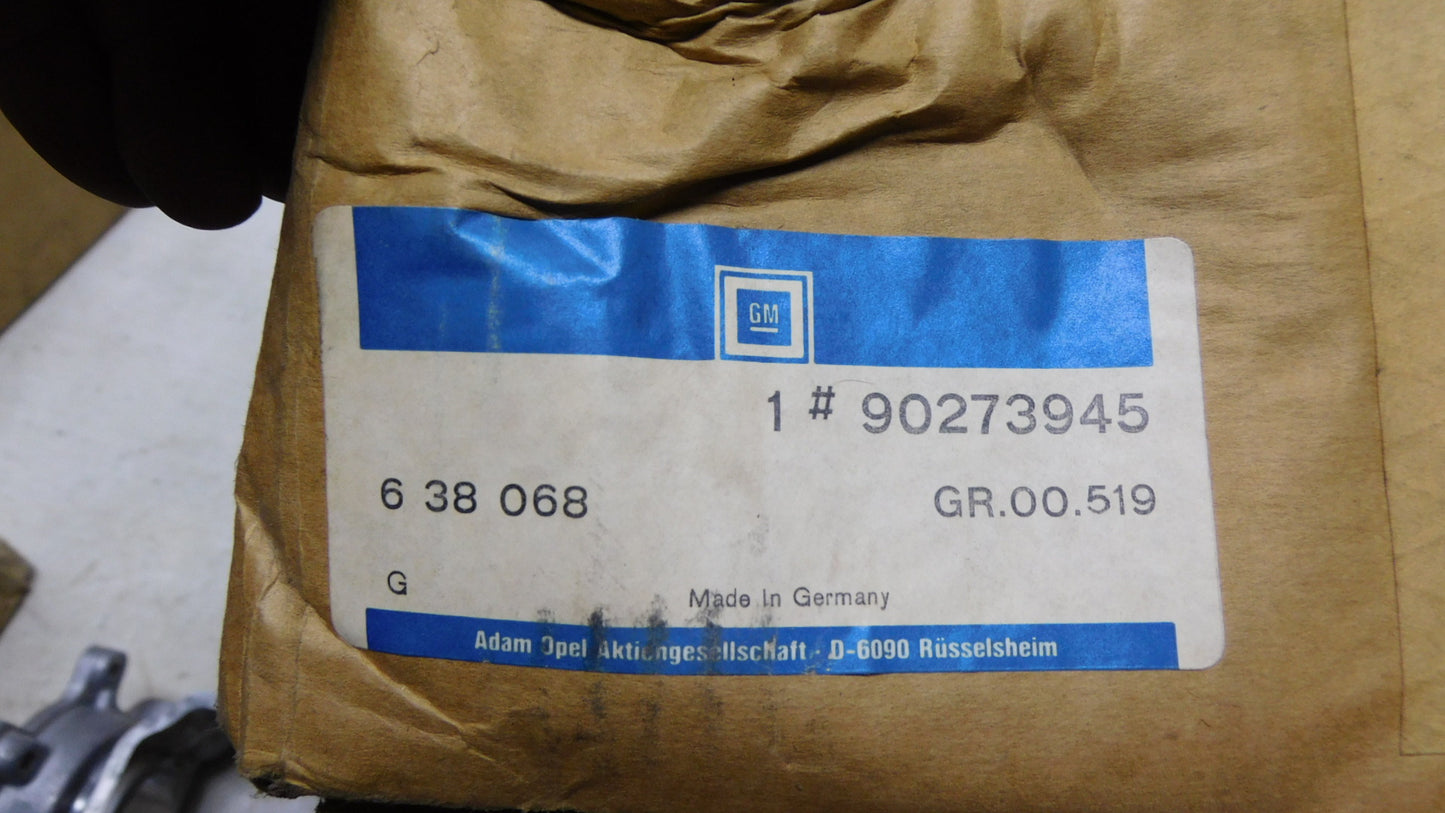 GM
1 # 90273945
6 38 068 GR.00.519
G
Made In Germany
Adam Opel Aktiengesellschaft - D-6090 Rüsselsheim